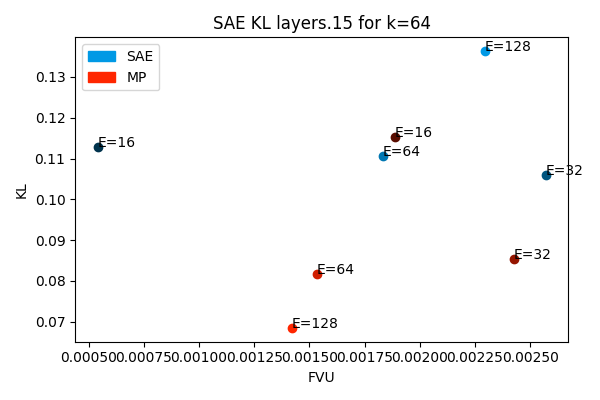 SAE KL layers.15 for k=64
SAE
MP
E=128
E=16
E=16
E=64
E=32
E=32
E=64
E=128
0.13
0.12
0.11
0.10
0.09
0.08
0.07
KL
0.00050 0.00075 0.00100 0.00125 0.00150 0.00175 0.00200 0.00225 0.00250
FVU